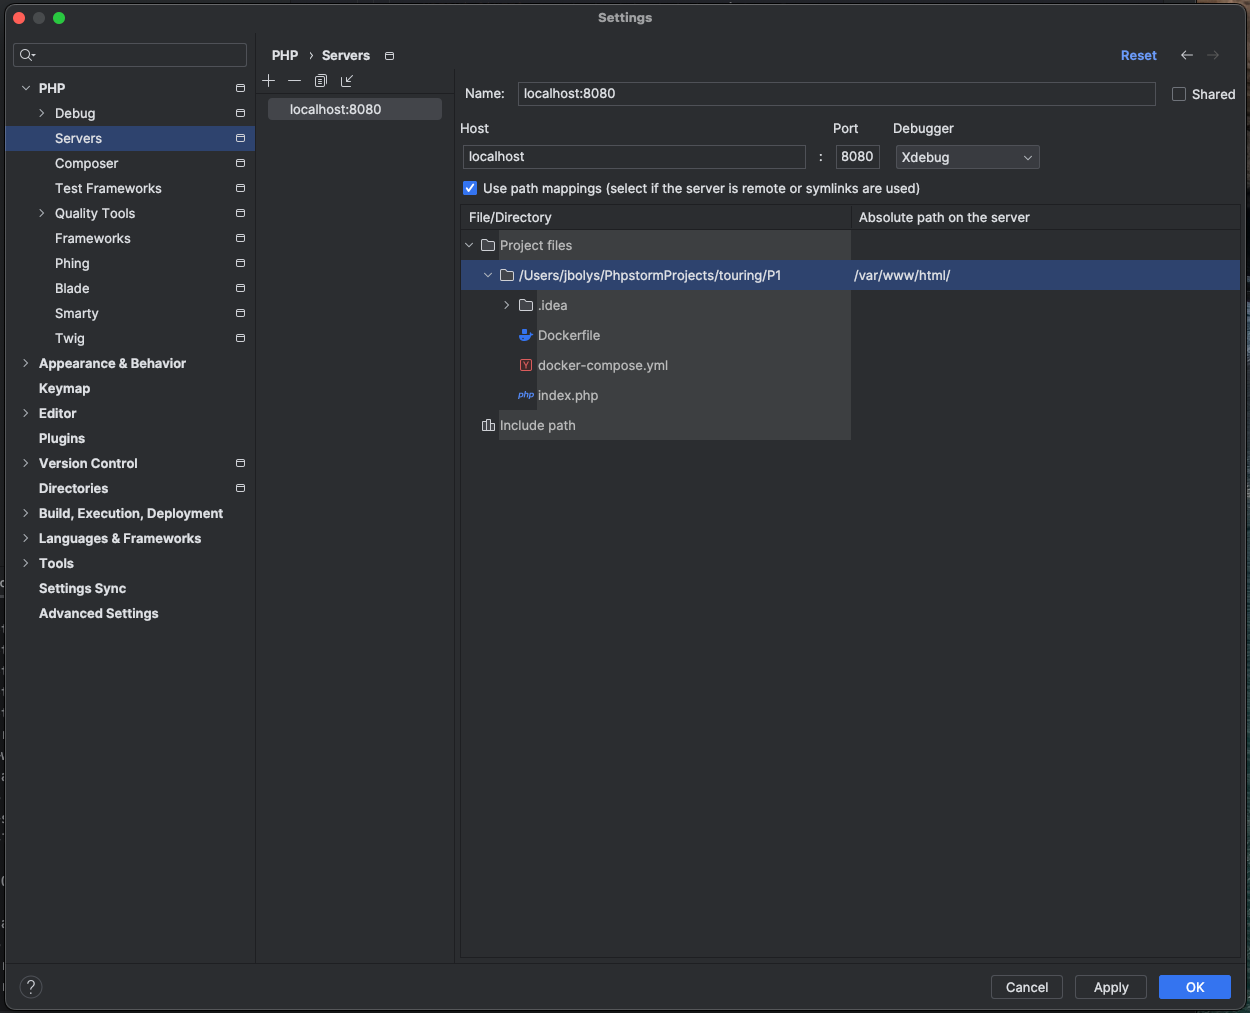 Settings
PHP › Servers
Reset
PHP
Debug
Servers
Composer
Test Frameworks
Quality Tools
Frameworks
Phing
Blade
Smarty
Twig
Appearance & Behavior
Keymap
Editor
Plugins
Version Control
Directories
Build, Execution, Deployment
Languages & Frameworks
Tools
Settings Sync
Advanced Settings
localhost:8080
Name: localhost:8080 Shared
Host Port Debugger
localhost : 8080 Xdebug
Use path mappings (select if the server is remote or symlinks are used)
File/Directory Absolute path on the server
Project files
/Users/jbolys/PhpstormProjects/touring/P1 /var/www/html/
.idea
Dockerfile
Y docker-compose.yml
php index.php
Include path
? Cancel Apply OK